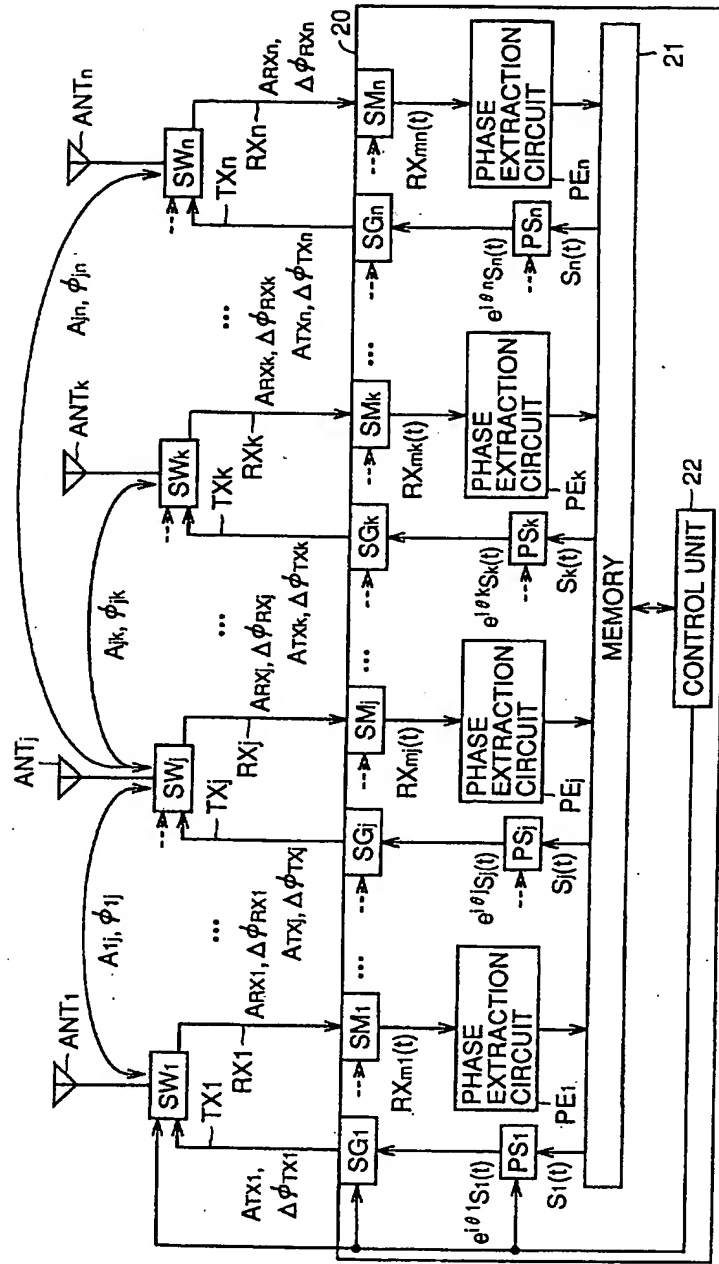 ANT1
ANTj
ANTk
ANTn
A1j, ϕ1j
Ajk, ϕjk
Ajn, ϕjn
SW1
SWj
SWk
SWn
TX1
RX1
TXj
RXj
TXk
RXk
TXn
RXn
ATX1,
ΔϕTX1
ARX1, ΔϕRX1
ATXj, ΔϕTXj
ARXj, ΔϕRXj
ATXk, ΔϕTXk
ARXk, ΔϕRXk
ATXn, ΔϕTXn
ARXn,
ΔϕRXn
...
...
...
20
SG1
SM1
...
SGj
SMj
...
SGk
SMk
...
SGn
SMn
RXm1(t)
RXmj(t)
RXmk(t)
RXmn(t)
e^iθ1S1(t)
e^iθjSj(t)
e^iθkSk(t)
e^iθnSn(t)
PS1
PHASE
EXTRACTION
CIRCUIT
PSj
PHASE
EXTRACTION
CIRCUIT
PSk
PHASE
EXTRACTION
CIRCUIT
PSn
PHASE
EXTRACTION
CIRCUIT
S1(t)
PE1
Sj(t)
PEj
Sk(t)
PEk
Sn(t)
PEn
MEMORY
21
CONTROL UNIT
22